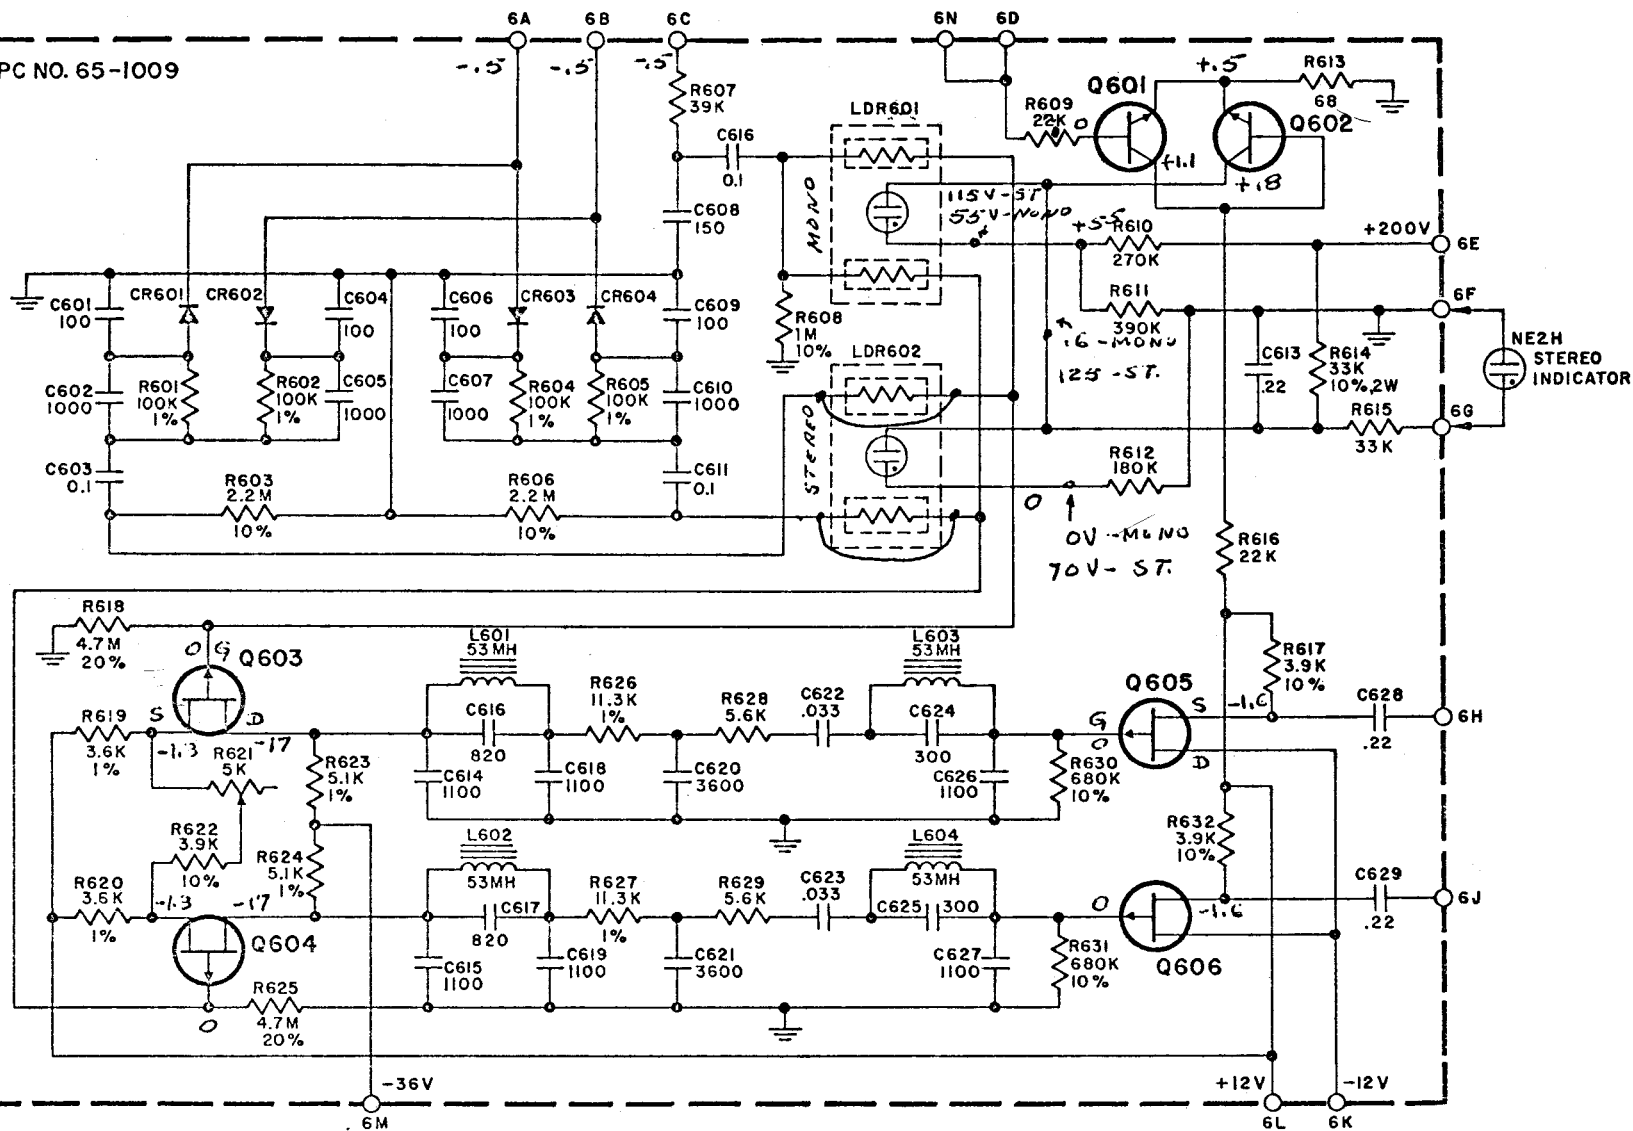 6A
6B
6C
6N
6D
PC NO. 65-1009
-.5
-.5
-.5
+.5
R613
68
R607
39K
LDR601
R609
22K
0
Q601
Q602
C616
0.1
+1.1
+.8
MONO
115V-ST
55V-MONO
C608
150
+55
R610
270K
+200V
6E
C601
100
CR601
CR602
C604
100
C606
100
CR603
CR604
C609
100
R608
1M
10%
R611
390K
.6-MONO
125-ST.
6F
NE2H
STEREO
INDICATOR
LDR602
C613
.22
R614
33K
10%,2W
C602
1000
R601
100K
1%
R602
100K
1%
C605
1000
C607
1000
R604
100K
1%
R605
100K
1%
C610
1000
STEREO
R615
33K
6G
R612
180K
C603
0.1
R603
2.2M
10%
R606
2.2M
10%
C611
0.1
0
0V-MONO
70V-ST.
R616
22K
R618
4.7M
20%
0
G
Q603
L601
53MH
L603
53MH
R617
3.9K
10%
R619
3.6K
1%
S
D
-1.3
-17
R621
5K
R623
5.1K
1%
C616
820
R626
11.3K
1%
R628
5.6K
C622
.033
C624
300
G
0
Q605
S
-1.6
D
C628
.22
6H
C614
1100
C618
1100
C620
3600
C626
1100
R630
680K
10%
R622
3.9K
10%
R624
5.1K
1%
L602
53MH
L604
53MH
R632
3.9K
10%
R620
3.6K
1%
-1.3
-17
Q604
C617
820
R627
11.3K
1%
R629
5.6K
C623
.033
C625
300
0
-1.6
Q606
C629
.22
6J
C615
1100
C619
1100
C621
3600
C627
1100
R631
680K
10%
0
R625
4.7M
20%
-36V
6M
+12V
6L
-12V
6K